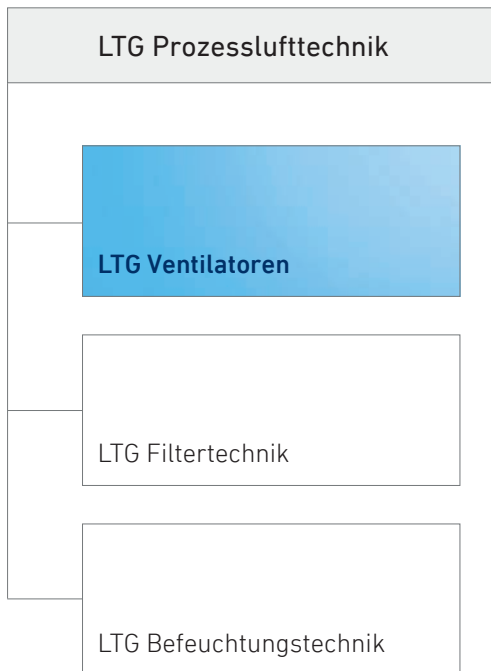 LTG Prozesslufttechnik
LTG Ventilatoren
LTG Filtertechnik
LTG Befeuchtungstechnik